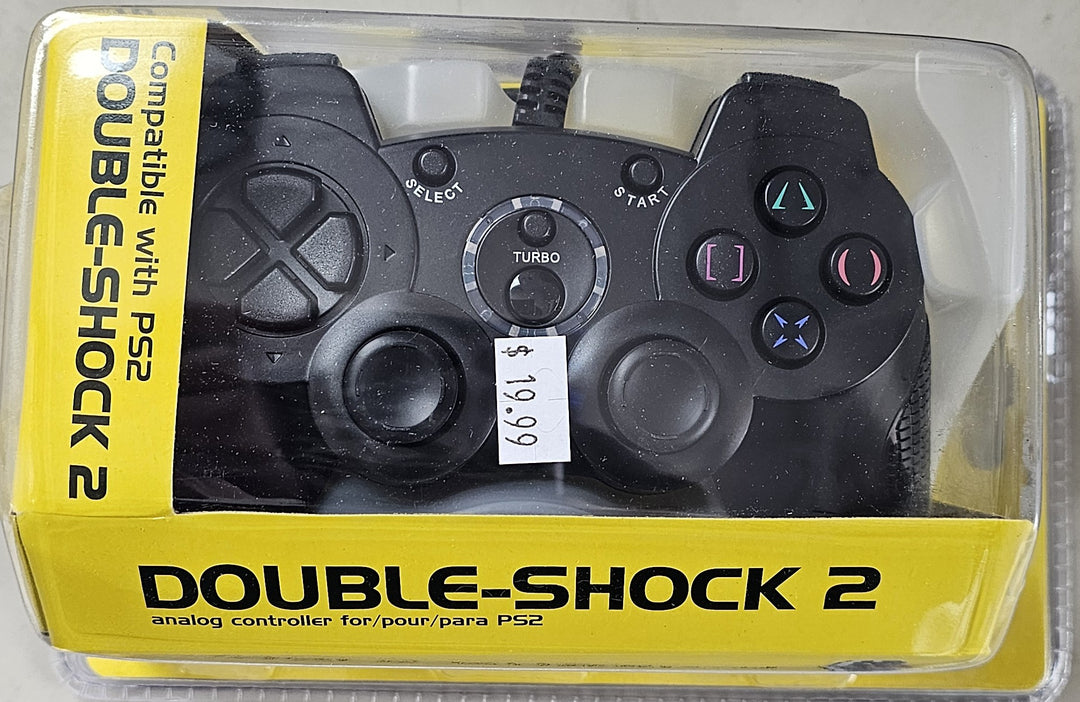 Compatible with PS2
DOUBLE-SHOCK 2
SELECT
START
TURBO
$ 19.99
DOUBLE-SHOCK 2
analog controller for/pour/para PS2